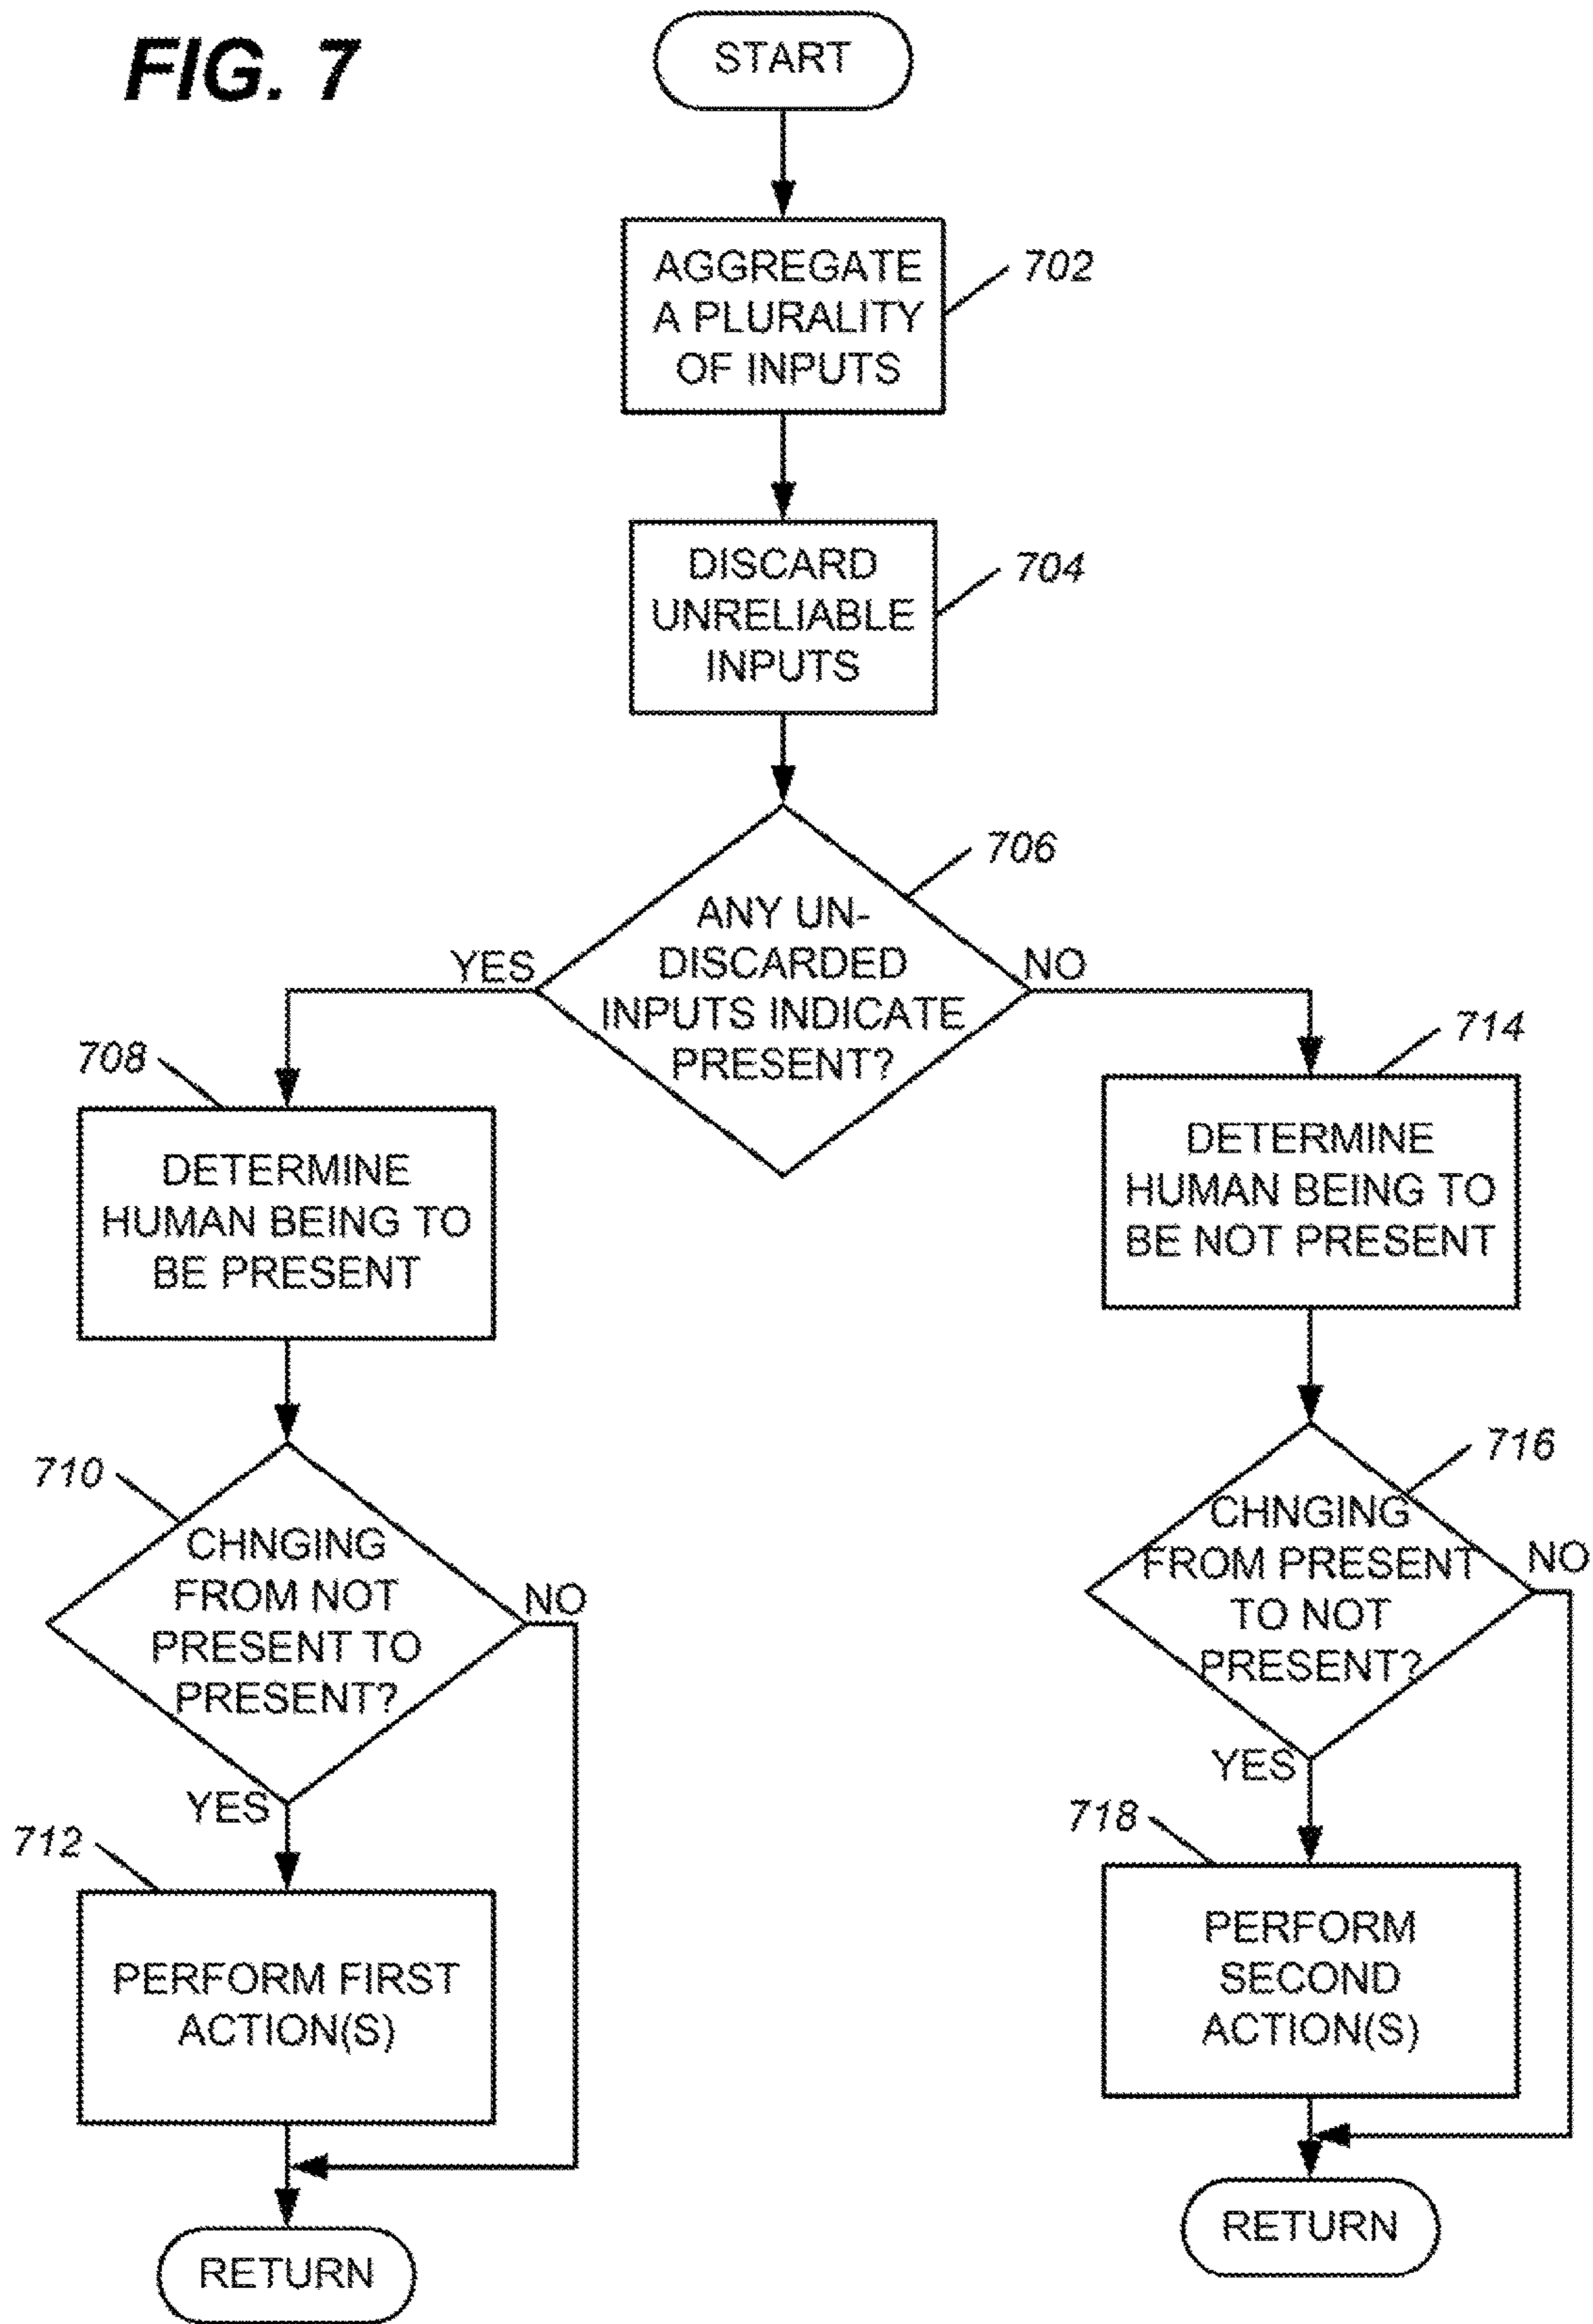 FIG. 7
START
AGGREGATE
A PLURALITY
OF INPUTS
702
DISCARD
UNRELIABLE
INPUTS
704
706
ANY UN-
DISCARDED
INPUTS INDICATE
PRESENT?
YES
NO
708
DETERMINE
HUMAN BEING TO
BE PRESENT
714
DETERMINE
HUMAN BEING TO
BE NOT PRESENT
710
CHNGING
FROM NOT
PRESENT TO
PRESENT?
NO
YES
716
CHNGING
FROM PRESENT
TO NOT
PRESENT?
NO
YES
712
PERFORM FIRST
ACTION(S)
718
PERFORM
SECOND
ACTION(S)
RETURN
RETURN